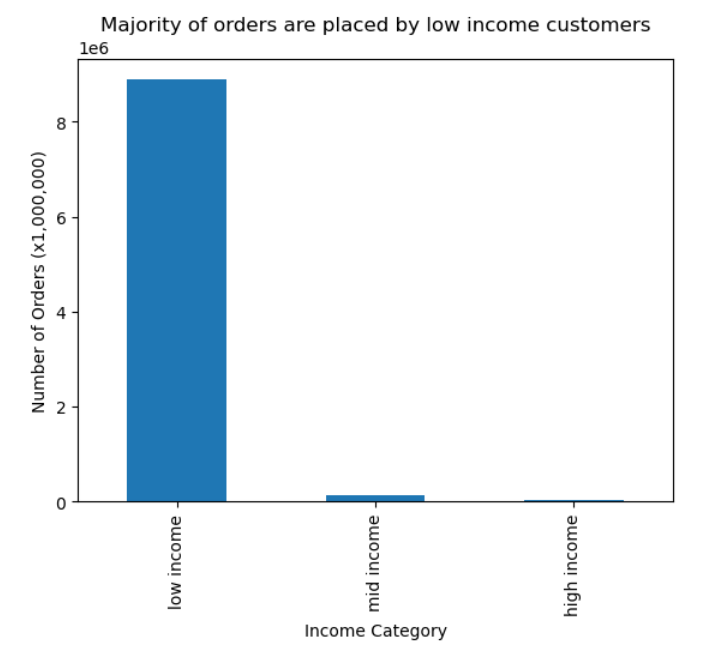 Majority of orders are placed by low income customers
1e6
8
6
4
2
0
Number of Orders (x1,000,000)
low income
mid income
high income
Income Category